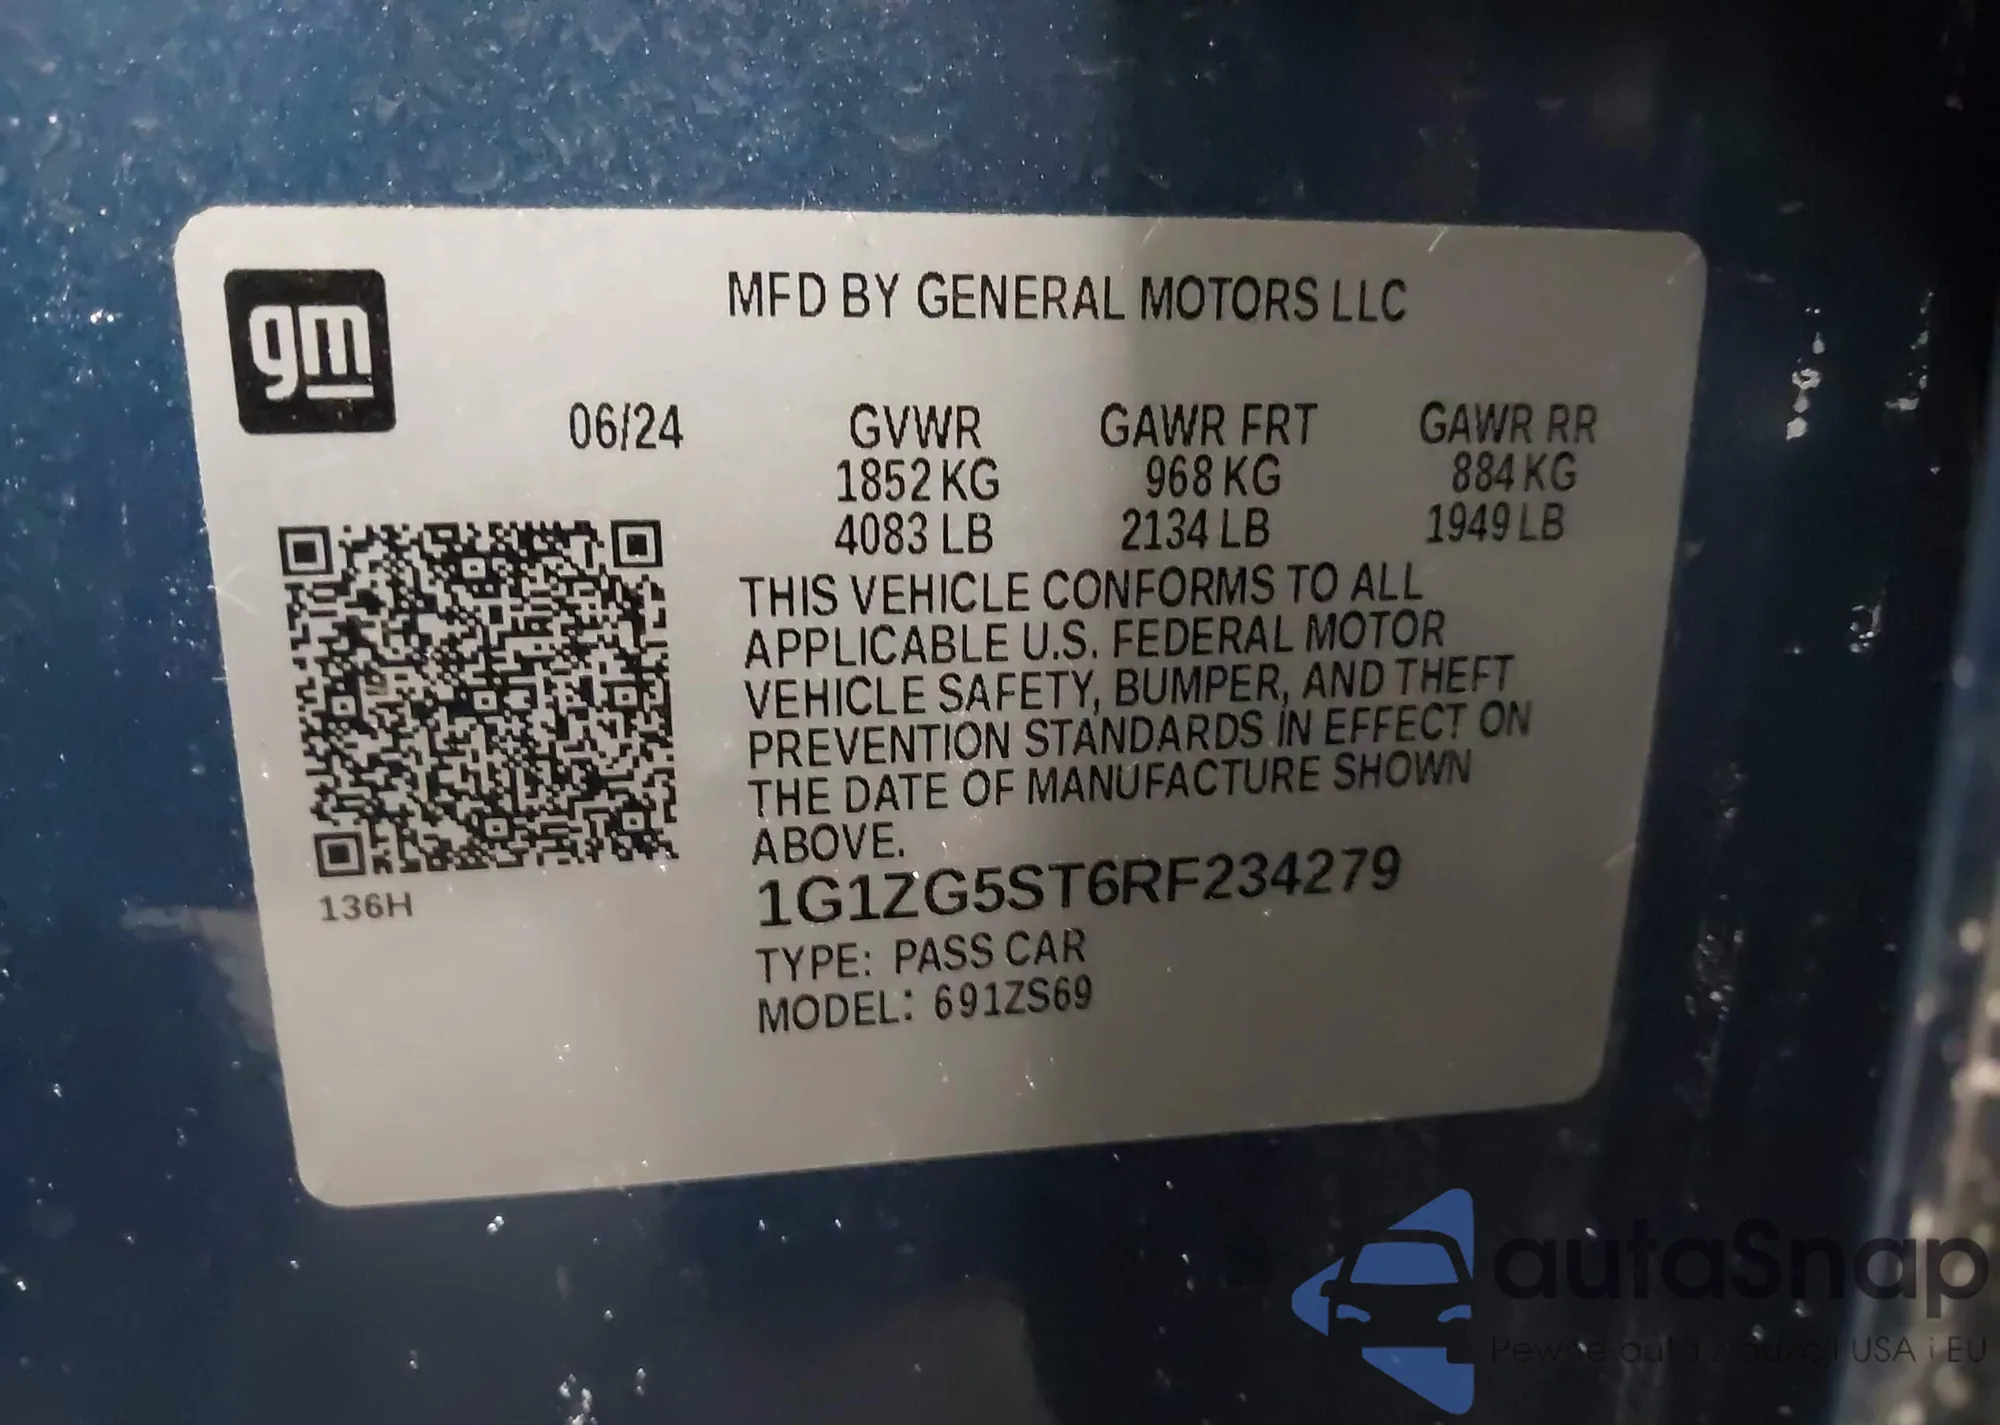 gm
MFD BY GENERAL MOTORS LLC
06/24 GVWR GAWR FRT GAWR RR
1852 KG 968 KG 884 KG
4083 LB 2134 LB 1949 LB
THIS VEHICLE CONFORMS TO ALL
APPLICABLE U.S. FEDERAL MOTOR
VEHICLE SAFETY, BUMPER, AND THEFT
PREVENTION STANDARDS IN EFFECT ON
THE DATE OF MANUFACTURE SHOWN
ABOVE.
1G1ZG5ST6RF234279
136H
TYPE: PASS CAR
MODEL: 691ZS69
autaSnap
auta z USA i EU